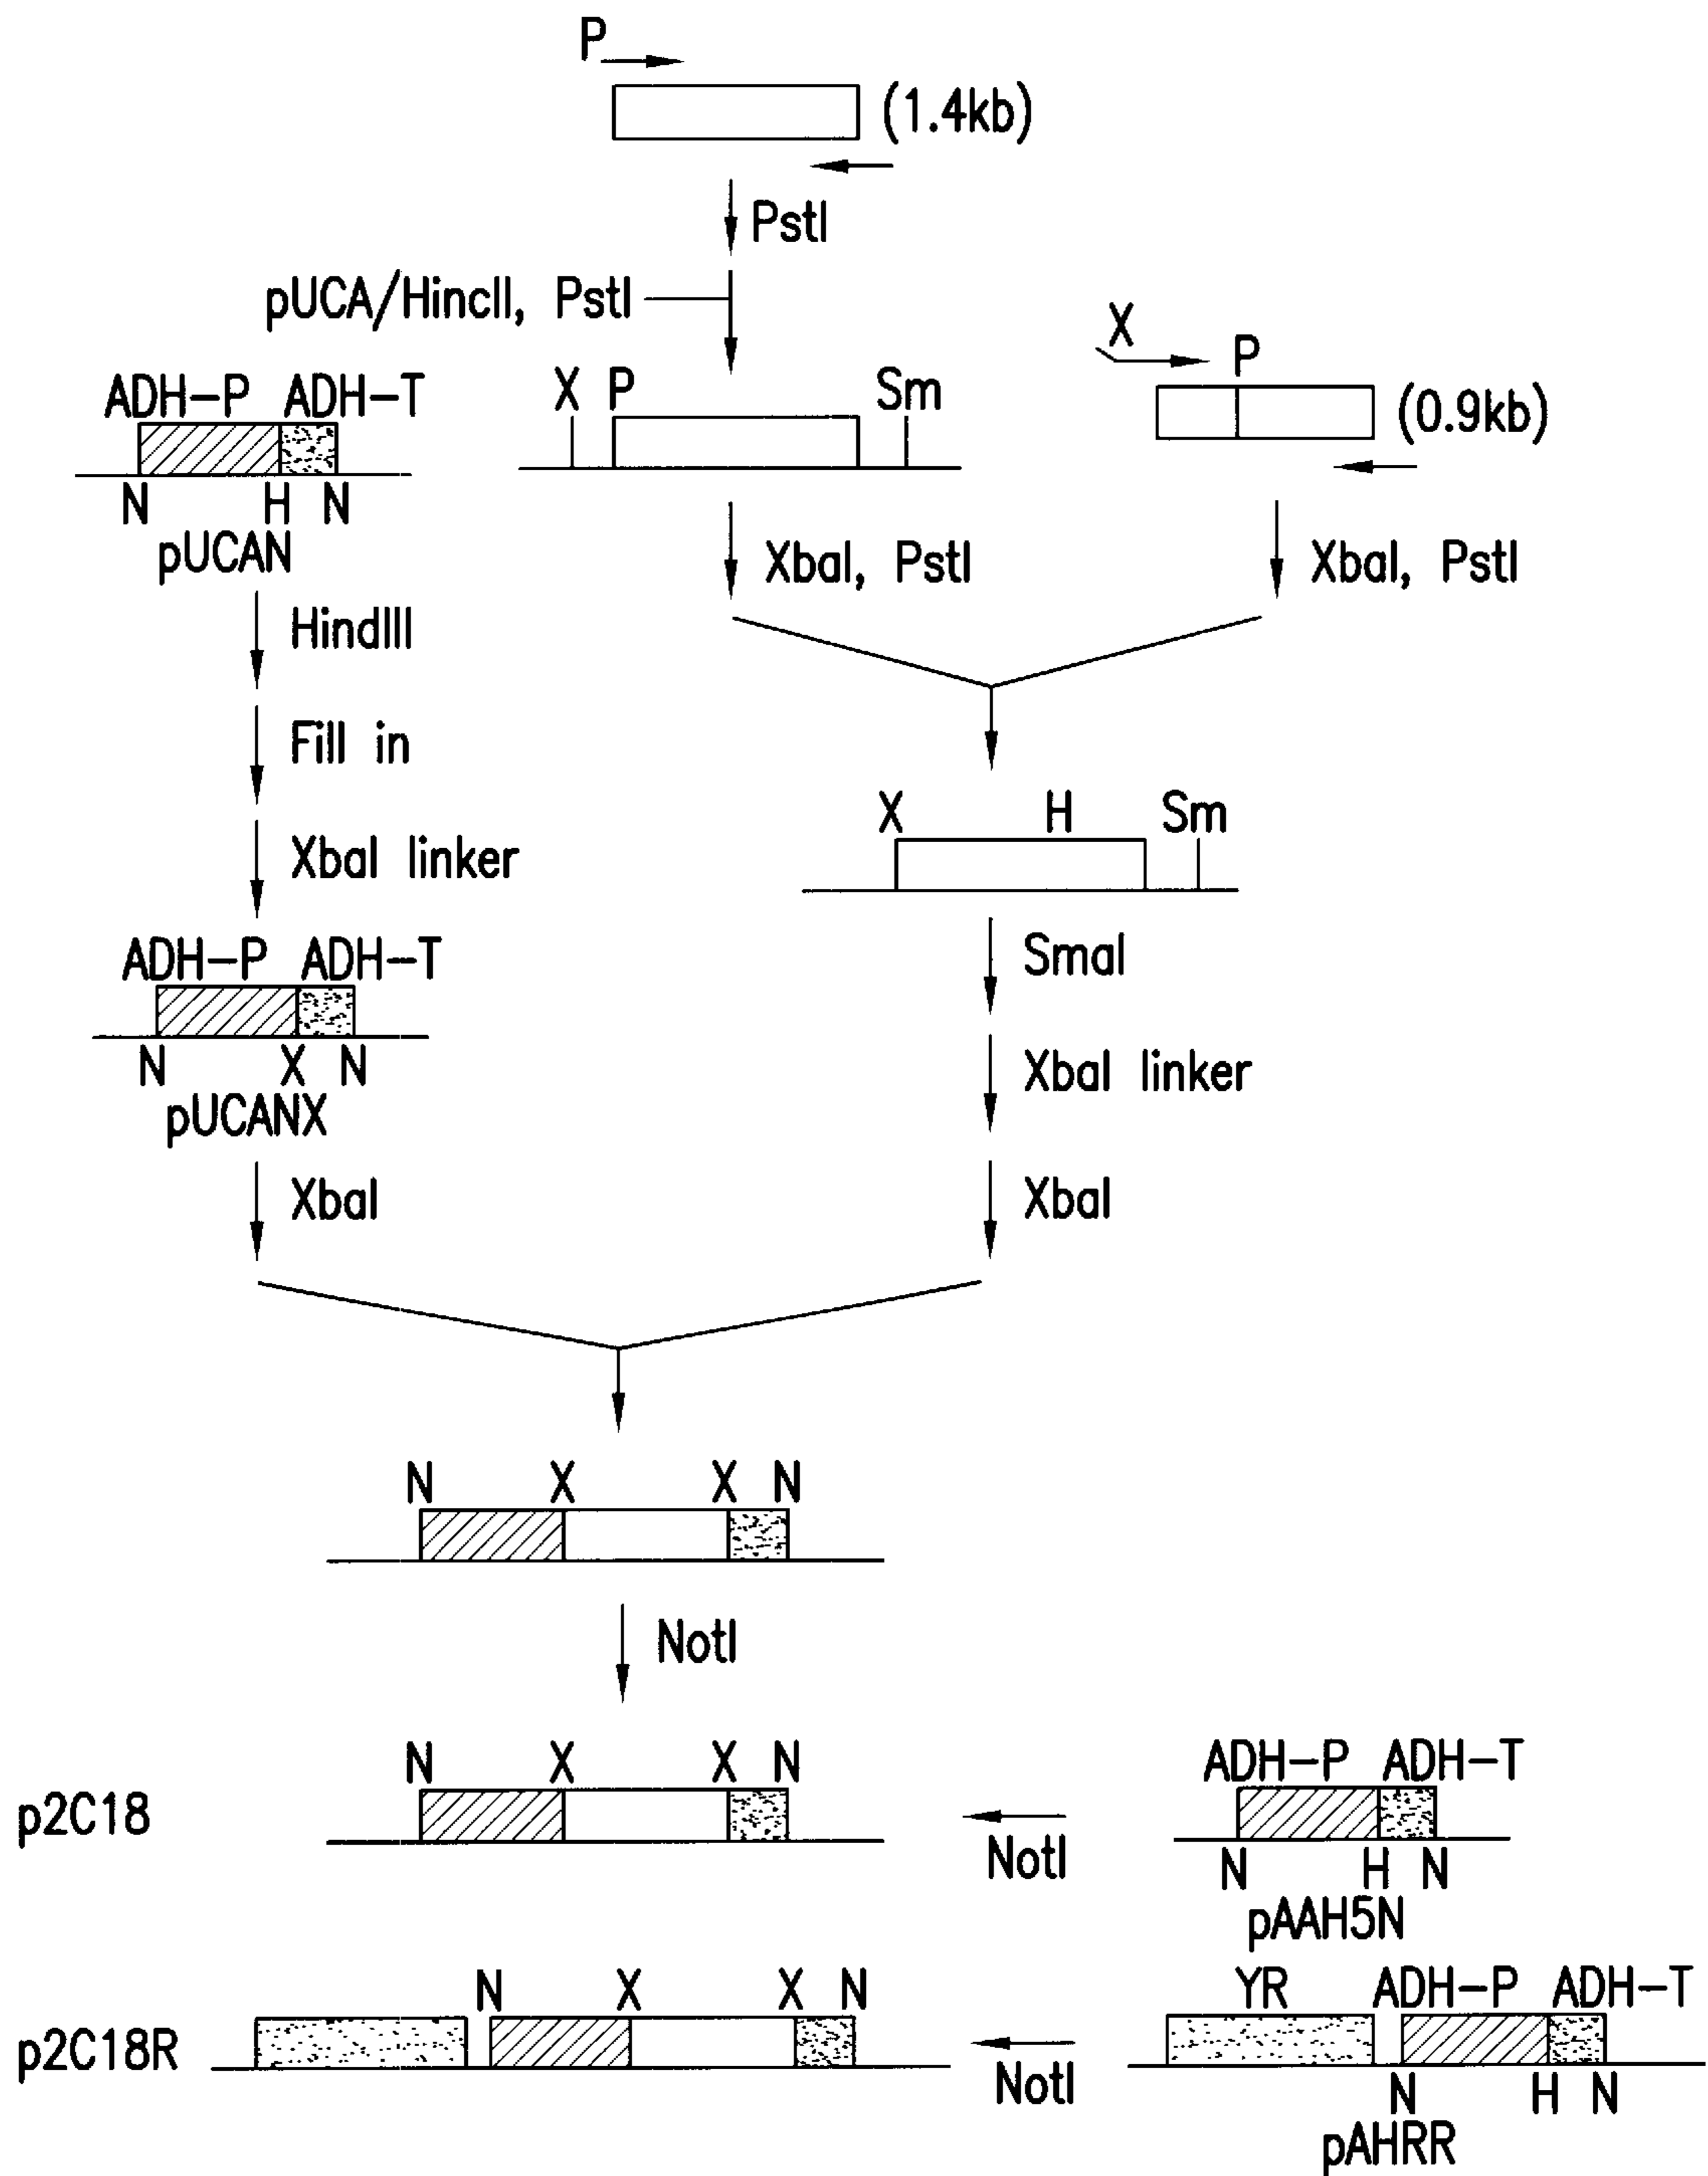 P
(1.4kb)
PstI
pUCA/HincII, PstI
X
P
ADH-P ADH-T
X P Sm
(0.9kb)
N H N
pUCAN
XbaI, PstI
XbaI, PstI
HindIII
Fill in
X H Sm
XbaI linker
SmaI
ADH-P ADH-T
N X N
XbaI linker
pUCANX
XbaI
XbaI
N X X N
NotI
N X X N
ADH-P ADH-T
p2C18
NotI
N H N
pAAH5N
N X X N
YR ADH-P ADH-T
p2C18R
NotI
N H N
pAHRR